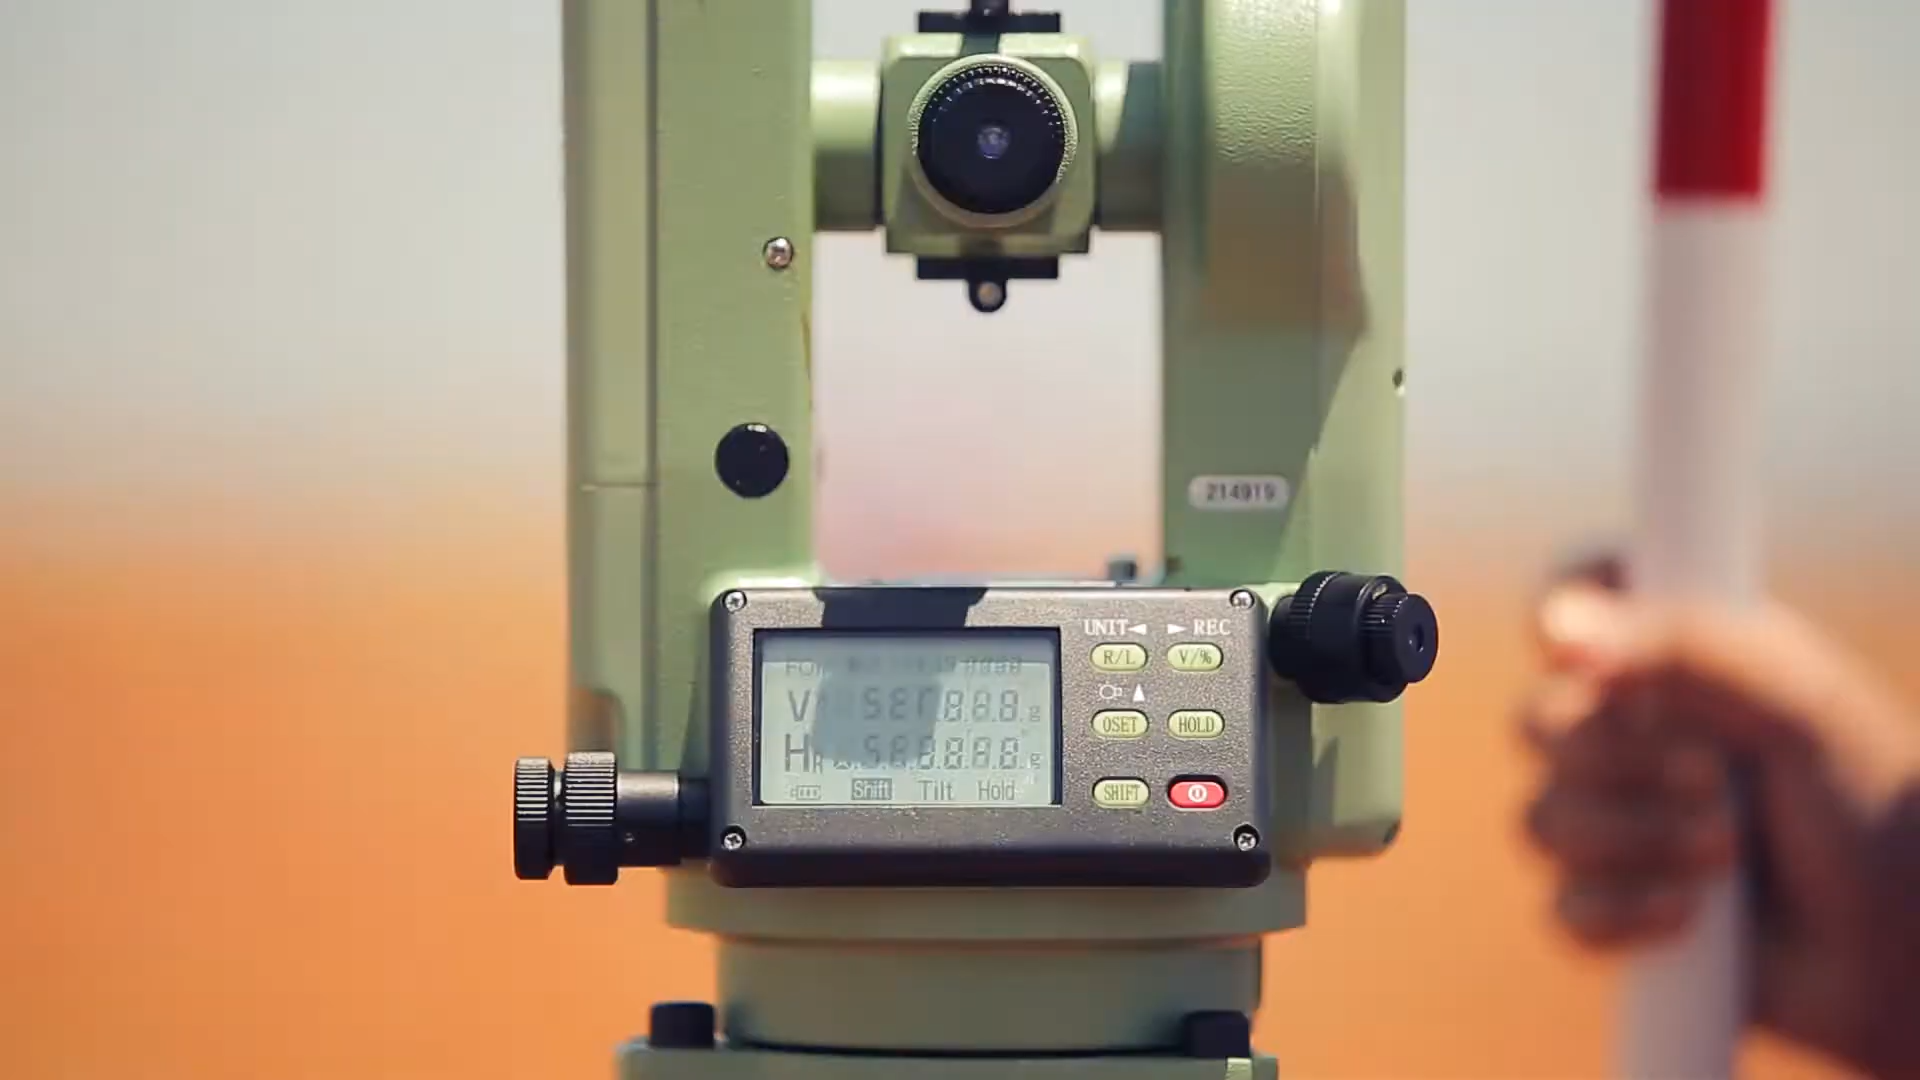 214919
UNIT◄ ► REC
R/L V/%
V
0SET HOLD
HR
Shift Tilt Hold
SHIFT